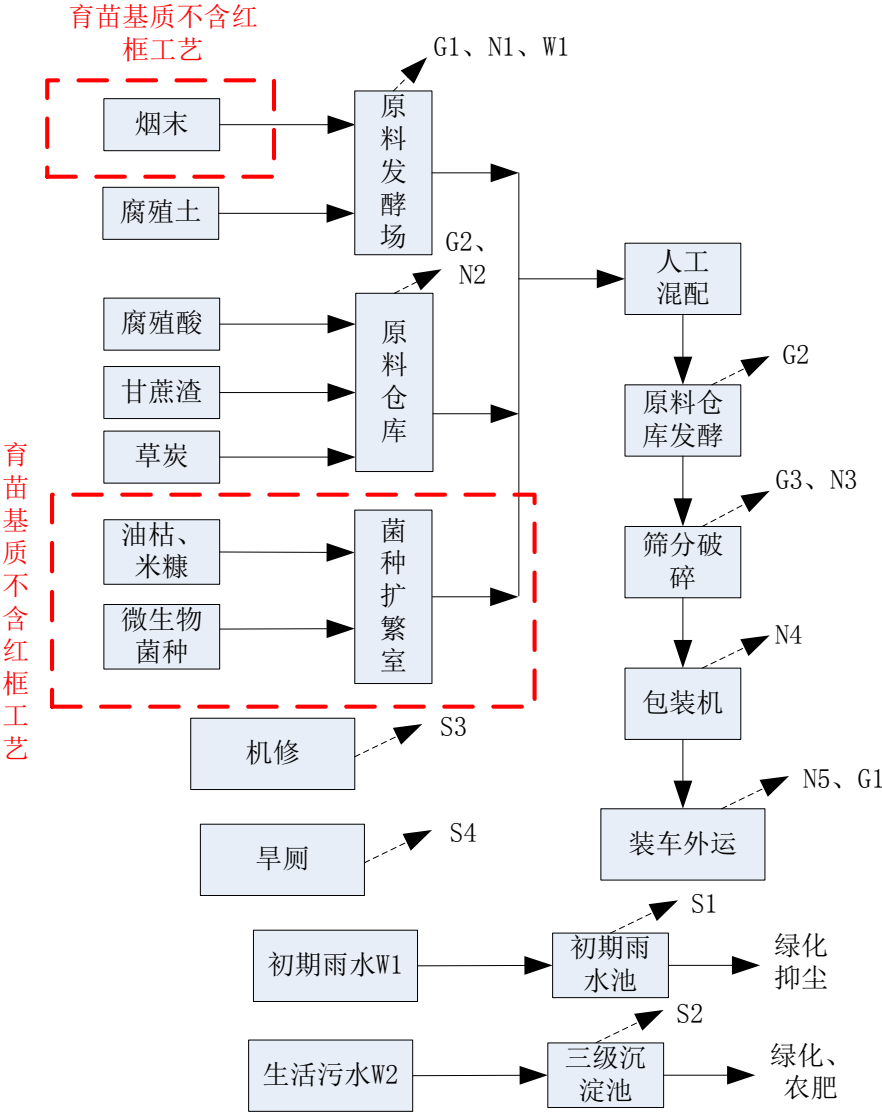 育苗基质不含红
框工艺
G1、N1、W1
烟末
原料发酵场
腐殖土
G2、
N2
人工
混配
腐殖酸
原料仓库
甘蔗渣
草炭
G2
原料仓
库发酵
育苗基质不含红框工艺
G3、N3
油枯、
米糠
菌种扩繁室
筛分破
碎
微生物
菌种
N4
包装机
机修
S3
N5、G1
装车外运
旱厕
S4
S1
初期雨水W1
初期雨
水池
绿化
抑尘
S2
生活污水W2
三级沉
淀池
绿化、
农肥